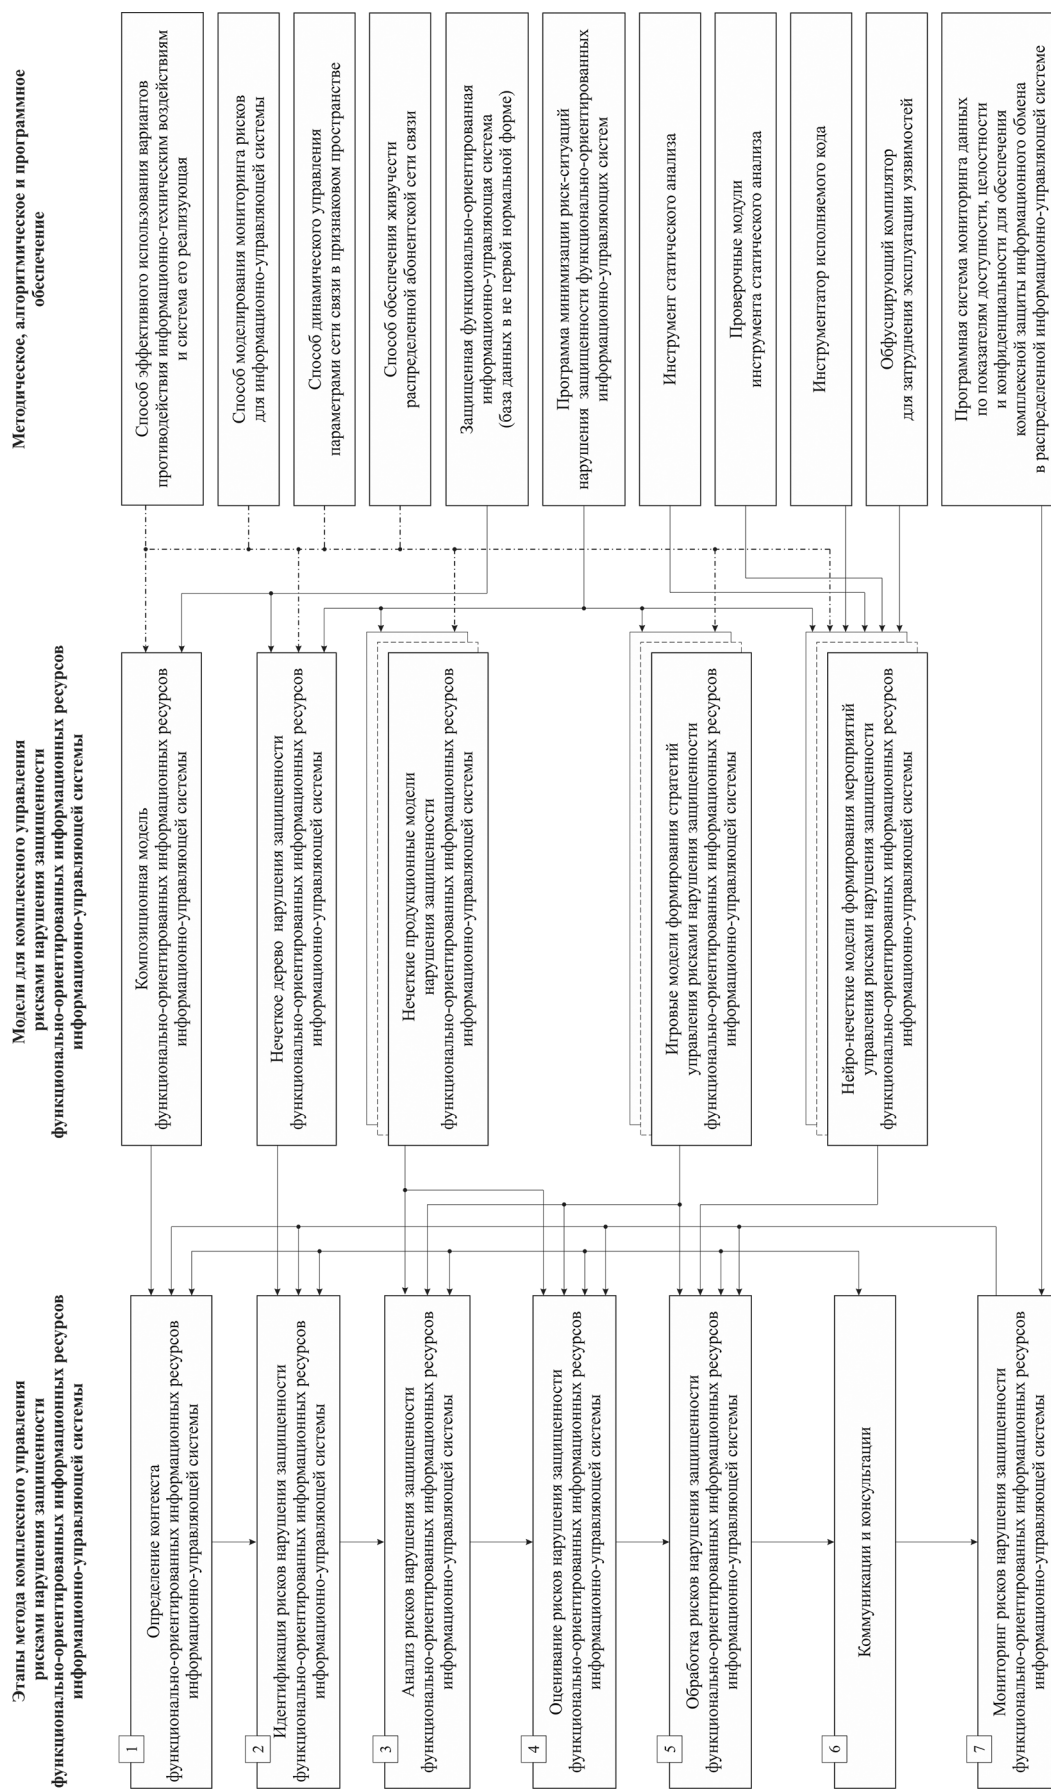 Этапы метода комплексного управления
рисками нарушения защищенности
функционально-ориентированных информационных ресурсов
информационно-управляющей системы
1
Определение контекста
функционально-ориентированных информационных ресурсов
информационно-управляющей системы
2
Идентификация рисков нарушения защищенности
функционально-ориентированных информационных ресурсов
информационно-управляющей системы
3
Анализ рисков нарушения защищенности
функционально-ориентированных информационных ресурсов
информационно-управляющей системы
4
Оценивание рисков нарушения защищенности
функционально-ориентированных информационных ресурсов
информационно-управляющей системы
5
Обработка рисков нарушения защищенности
функционально-ориентированных информационных ресурсов
информационно-управляющей системы
6
Коммуникации и консультации
7
Мониторинг рисков нарушения защищенности
функционально-ориентированных информационных ресурсов
информационно-управляющей системы
Модели для комплексного управления
рисками нарушения защищенности
функционально-ориентированных информационных ресурсов
информационно-управляющей системы
Композиционная модель
функционально-ориентированных информационных ресурсов
информационно-управляющей системы
Нечеткое дерево нарушения защищенности
функционально-ориентированных информационных ресурсов
информационно-управляющей системы
Нечеткие продукционные модели
нарушения защищенности
функционально-ориентированных информационных ресурсов
информационно-управляющей системы
Игровые модели формирования стратегий
управления рисками нарушения защищенности
функционально-ориентированных информационных ресурсов
информационно-управляющей системы
Нейро-нечеткие модели формирования мероприятий
управления рисками нарушения защищенности
функционально-ориентированных информационных ресурсов
информационно-управляющей системы
Методическое, алгоритмическое и программное
обеспечение
Способ эффективного использования вариантов
противодействия информационно-техническим воздействиям
и система его реализующая
Способ моделирования мониторинга рисков
для информационно-управляющей системы
Способ динамического управления
параметрами сети связи в признаковом пространстве
Способ обеспечения живучести
распределенной абонентской сети связи
Защищенная функционально-ориентированная
информационно-управляющая система
(база данных в не первой нормальной форме)
Программа минимизации риск-ситуаций
нарушения защищенности функционально-ориентированных
информационно-управляющих систем
Инструмент статического анализа
Проверочные модули
инструмента статического анализа
Инструментатор исполняемого кода
Обфусцирующий компилятор
для затруднения эксплуатации уязвимостей
Программная система мониторинга данных
по показателям доступности, целостности
и конфиденциальности для обеспечения
комплексной защиты информационного обмена
в распределенной информационно-управляющей системе